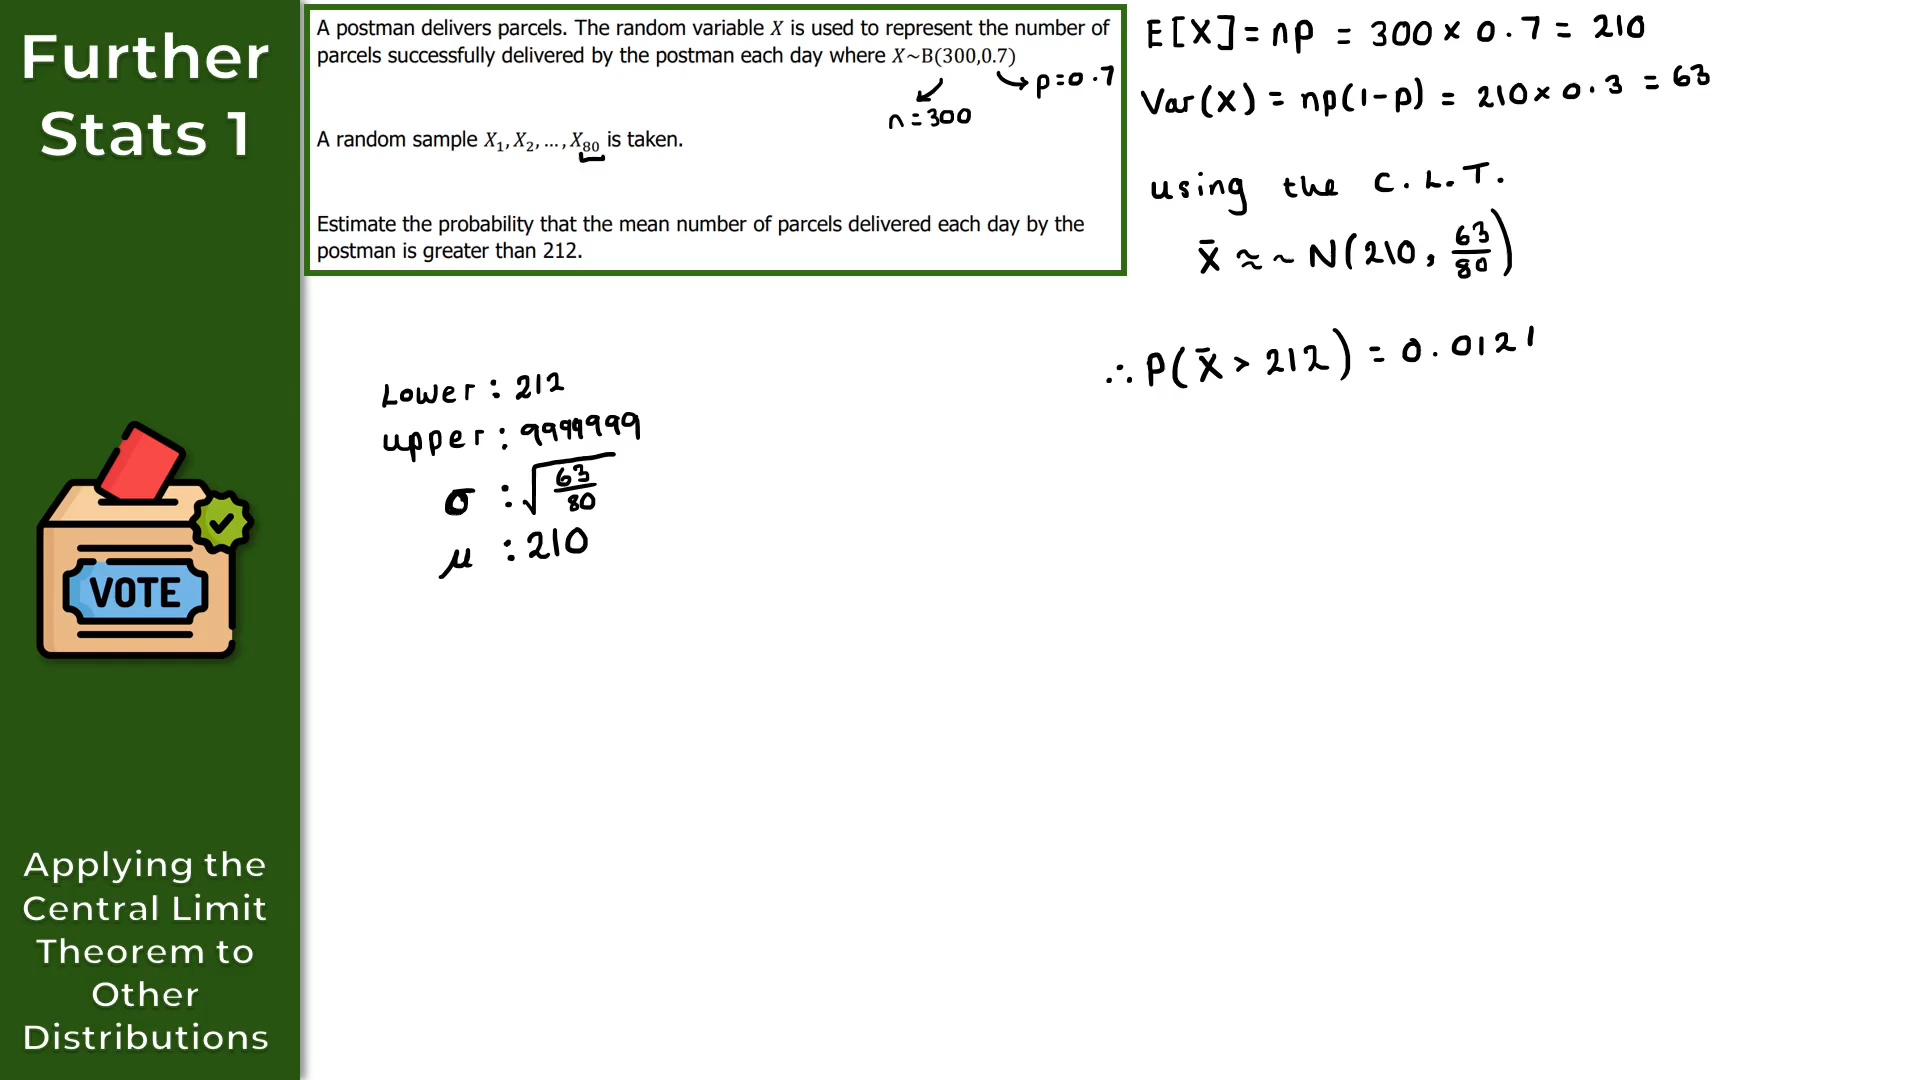 Further
Stats 1
A postman delivers parcels. The random variable X is used to represent the number of
parcels successfully delivered by the postman each day where X~B(300,0.7)
n=300
p=0.7
A random sample X₁, X₂, ..., X₈₀ is taken.
Estimate the probability that the mean number of parcels delivered each day by the
postman is greater than 212.
E[X] = np = 300 × 0.7 = 210
Var(X) = np(1-p) = 210 × 0.3 = 63
using the C.L.T.
X̄ ≈ ~ N(210, 63/80)
∴ P(X̄ > 212) = 0.0121
Lower : 212
upper : 9999999
σ : √(63/80)
μ : 210
VOTE
Applying the
Central Limit
Theorem to
Other
Distributions